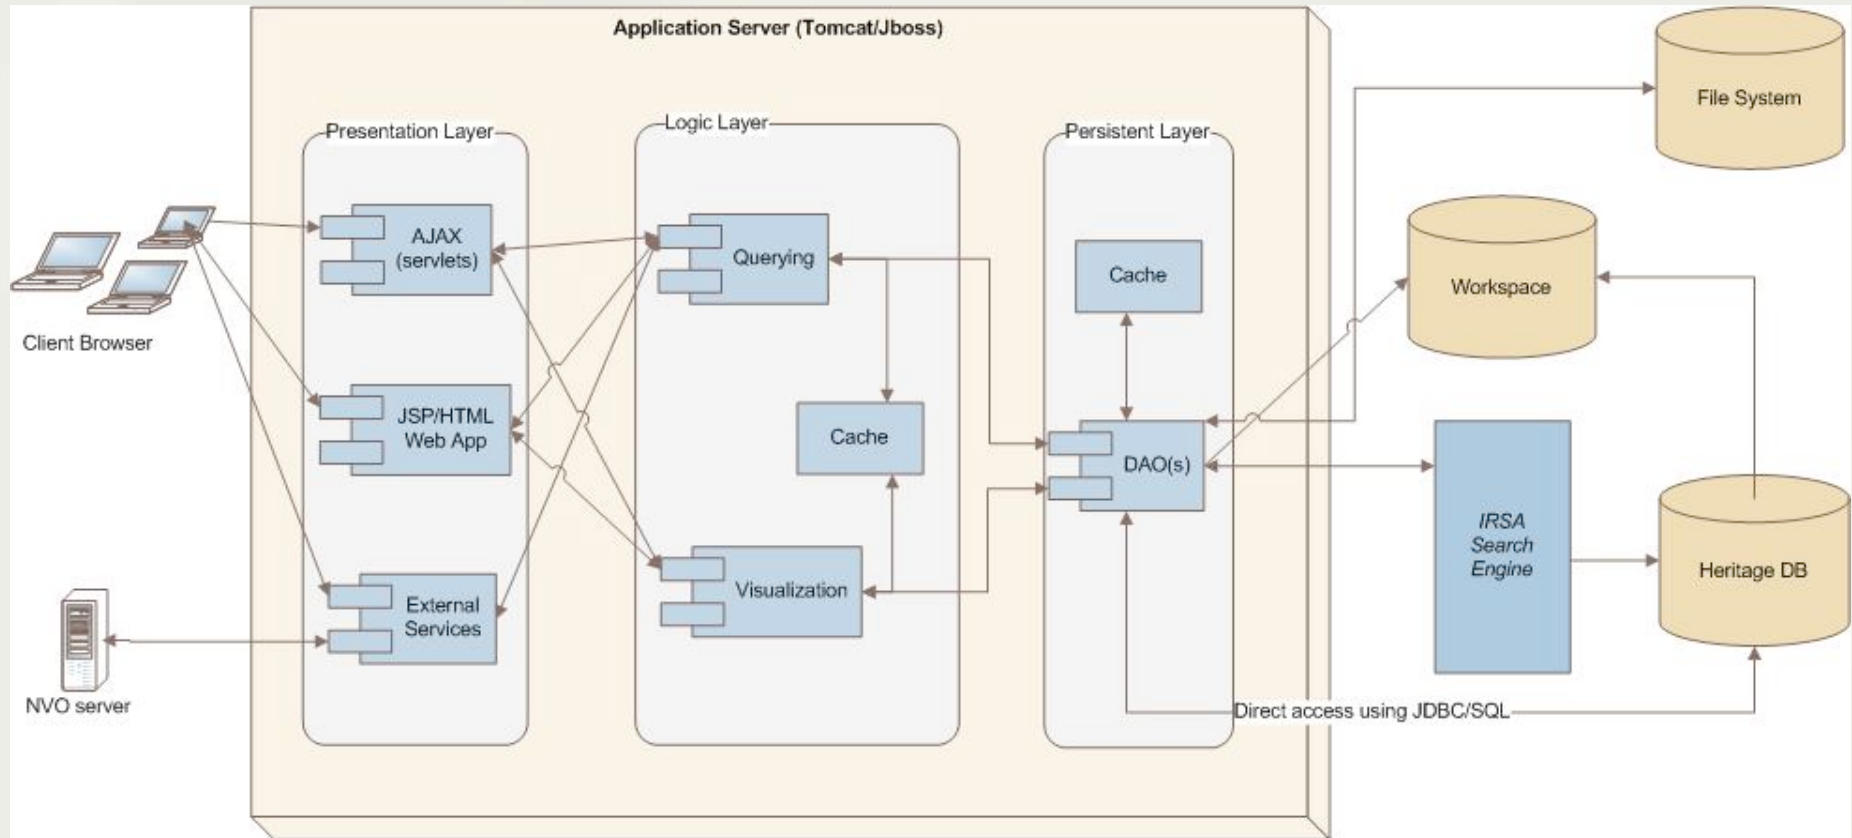 Application Server (Tomcat/Jboss)
Presentation Layer
Logic Layer
Persistent Layer
File System
Client Browser
AJAX
(servlets)
Querying
Cache
Workspace
JSP/HTML
Web App
Cache
DAO(s)
IRSA
Search
Engine
Heritage DB
External
Services
Visualization
NVO server
Direct access using JDBC/SQL